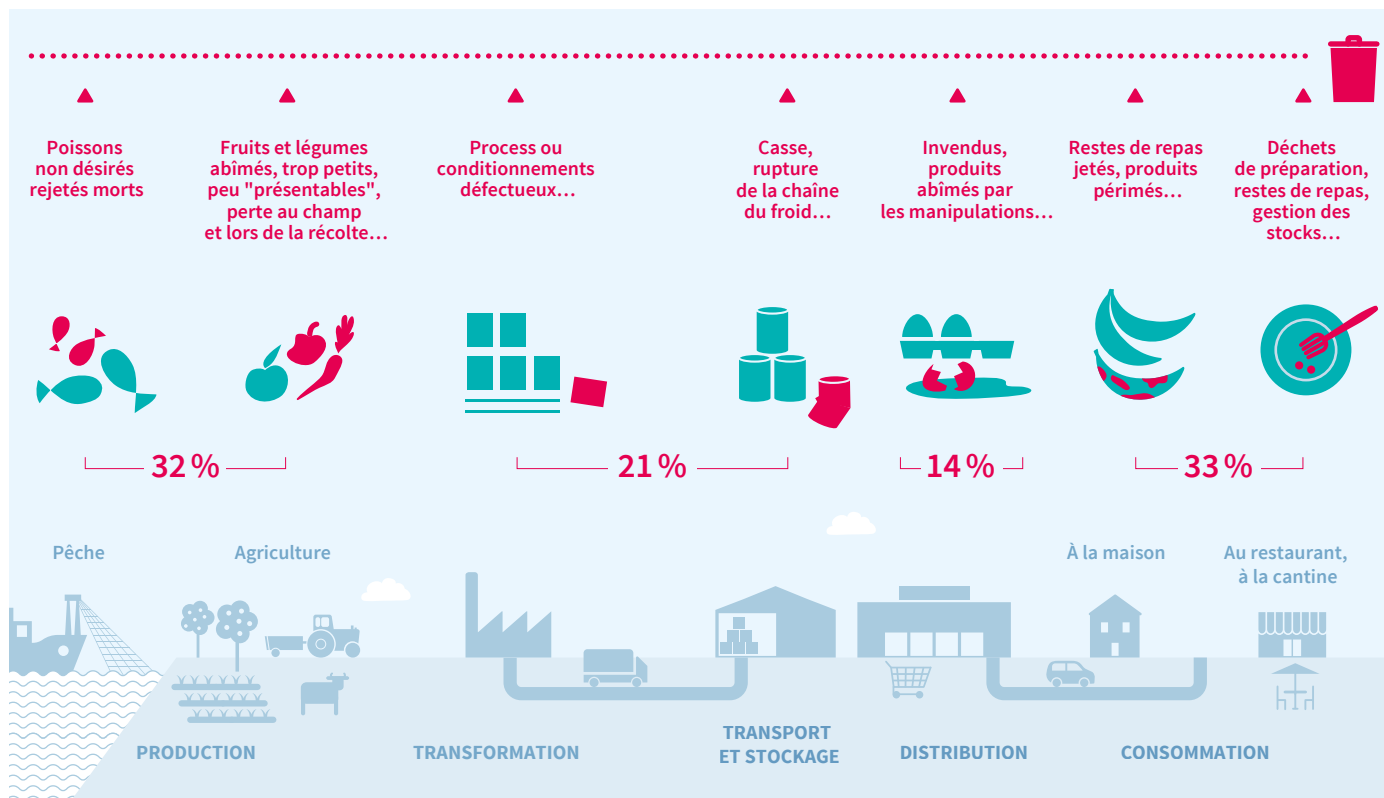 Poissons
non désirés
rejetés morts
Fruits et légumes
abîmés, trop petits,
peu "présentables",
perte au champ
et lors de la récolte…
Process ou
conditionnements
défectueux…
Casse,
rupture
de la chaîne
du froid…
Invendus,
produits
abîmés par
les manipulations…
Restes de repas
jetés, produits
périmés…
Déchets
de préparation,
restes de repas,
gestion des
stocks…
32 %
21 %
14 %
33 %
Pêche
Agriculture
À la maison
Au restaurant,
à la cantine
PRODUCTION
TRANSFORMATION
TRANSPORT
ET STOCKAGE
DISTRIBUTION
CONSOMMATION